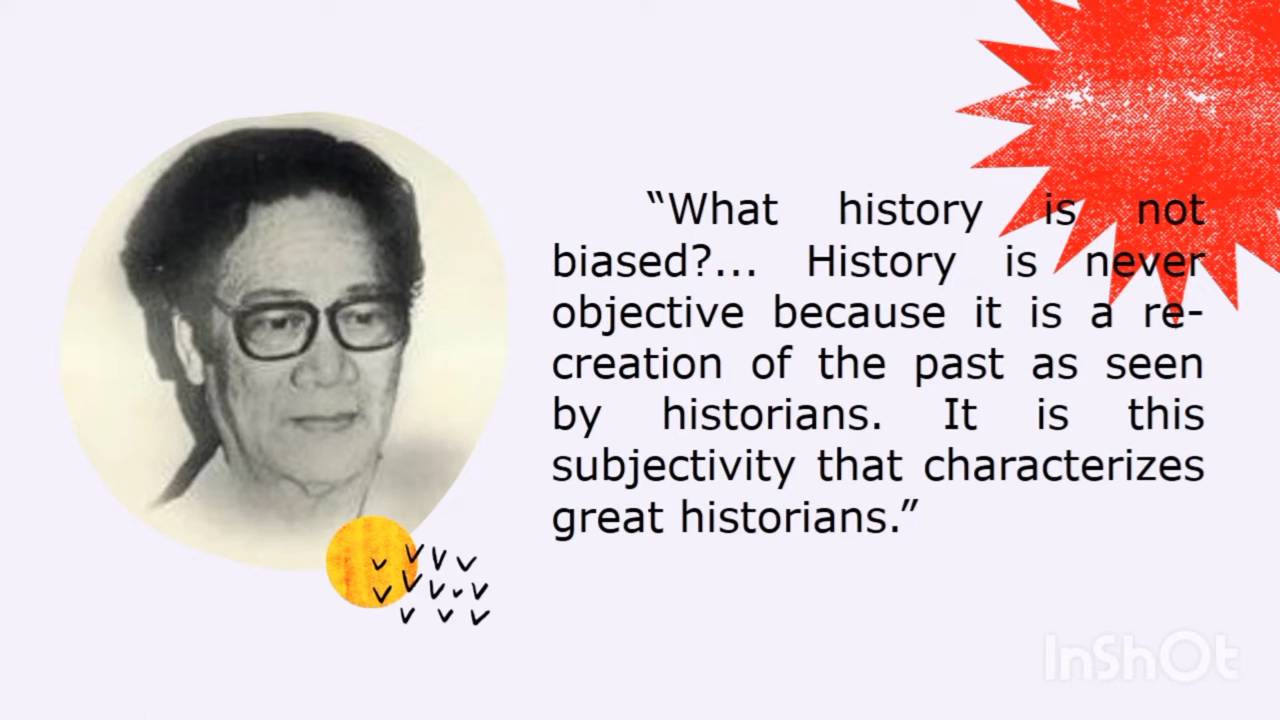 “What history is not
biased?... History is never
objective because it is a re-
creation of the past as seen
by historians. It is this
subjectivity that characterizes
great historians.”
InShOt